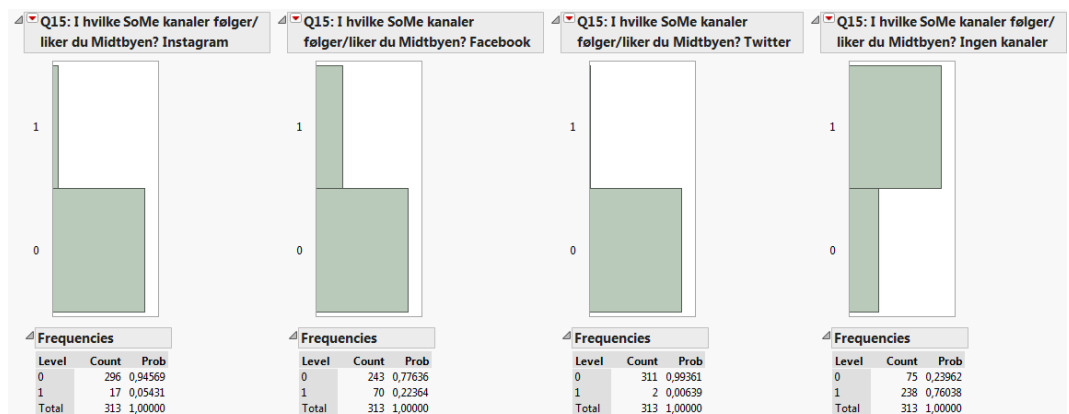 Q15: I hvilke SoMe kanaler følger/
liker du Midtbyen? Instagram
1
0
Frequencies
Level Count Prob
0 296 0,94569
1 17 0,05431
Total 313 1,00000
Q15: I hvilke SoMe kanaler
følger/liker du Midtbyen? Facebook
1
0
Frequencies
Level Count Prob
0 243 0,77636
1 70 0,22364
Total 313 1,00000
Q15: I hvilke SoMe kanaler
følger/liker du Midtbyen? Twitter
1
0
Frequencies
Level Count Prob
0 311 0,99361
1 2 0,00639
Total 313 1,00000
Q15: I hvilke SoMe kanaler følger/
liker du Midtbyen? Ingen kanaler
1
0
Frequencies
Level Count Prob
0 75 0,23962
1 238 0,76038
Total 313 1,00000